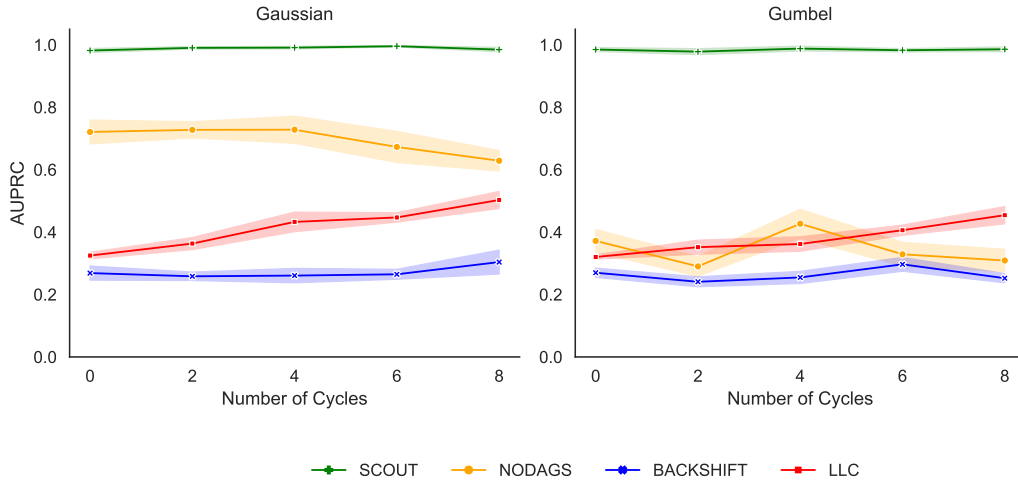 Gaussian
Gumbel
AUPRC
1.0
0.8
0.6
0.4
0.2
0.0
1.0
0.8
0.6
0.4
0.2
0.0
0 2 4 6 8
0 2 4 6 8
Number of Cycles
Number of Cycles
SCOUT NODAGS BACKSHIFT LLC